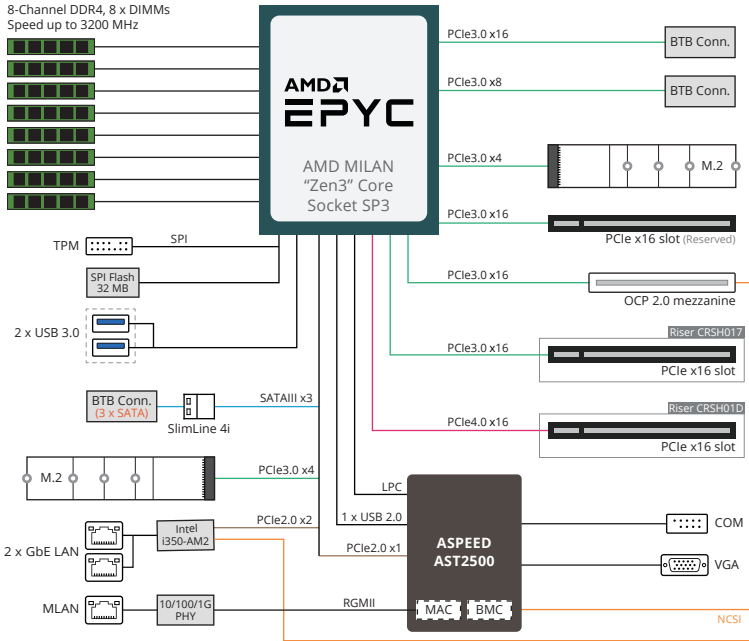 8-Channel DDR4, 8 x DIMMs
Speed up to 3200 MHz
AMD
EPYC
AMD MILAN
“Zen3” Core
Socket SP3
PCIe3.0 x16
BTB Conn.
PCIe3.0 x8
BTB Conn.
PCIe3.0 x4
M.2
PCIe3.0 x16
PCIe x16 slot (Reserved)
TPM
SPI
SPI Flash
32 MB
PCIe3.0 x16
OCP 2.0 mezzanine
2 x USB 3.0
Riser CRSH017
PCIe3.0 x16
PCIe x16 slot
BTB Conn.
(3 x SATA)
SlimLine 4i
SATAIII x3
Riser CRSH01D
PCIe4.0 x16
PCIe x16 slot
M.2
PCIe3.0 x4
LPC
2 x GbE LAN
Intel
i350-AM2
PCIe2.0 x2
1 x USB 2.0
PCIe2.0 x1
ASPEED
AST2500
COM
VGA
MLAN
10/100/1G
PHY
RGMII
MAC
BMC
NCSI